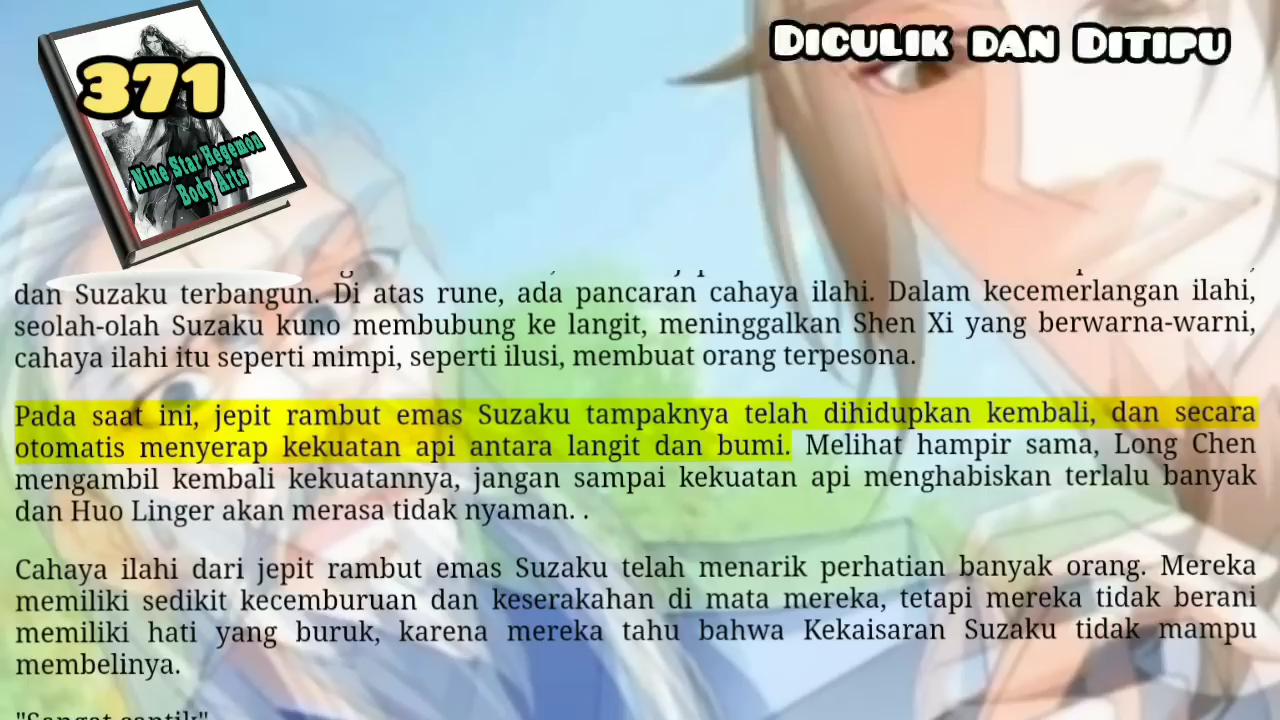 371
Nine Star Hegemon
Body Arts
DICULIK DAN DITIPU
dan Suzaku terbangun. Di atas rune, ada pancaran cahaya ilahi. Dalam kecemerlangan ilahi,
seolah-olah Suzaku kuno membubung ke langit, meninggalkan Shen Xi yang berwarna-warni,
cahaya ilahi itu seperti mimpi, seperti ilusi, membuat orang terpesona.
Pada saat ini, jepit rambut emas Suzaku tampaknya telah dihidupkan kembali, dan secara
otomatis menyerap kekuatan api antara langit dan bumi. Melihat hampir sama, Long Chen
mengambil kembali kekuatannya, jangan sampai kekuatan api menghabiskan terlalu banyak
dan Huo Linger akan merasa tidak nyaman. .
Cahaya ilahi dari jepit rambut emas Suzaku telah menarik perhatian banyak orang. Mereka
memiliki sedikit kecemburuan dan keserakahan di mata mereka, tetapi mereka tidak berani
memiliki hati yang buruk, karena mereka tahu bahwa Kekaisaran Suzaku tidak mampu
membelinya.
"Sangat cantik"